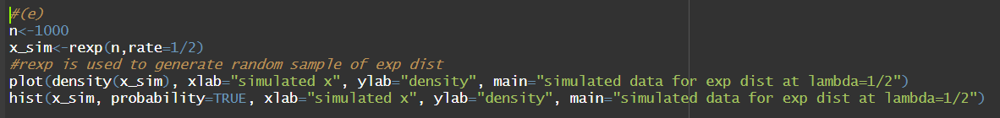 #(e)
n<-1000
x_sim<-rexp(n,rate=1/2)
#rexp is used to generate random sample of exp dist
plot(density(x_sim), xlab="simulated x", ylab="density", main="simulated data for exp dist at lambda=1/2")
hist(x_sim, probability=TRUE, xlab="simulated x", ylab="density", main="simulated data for exp dist at lambda=1/2")